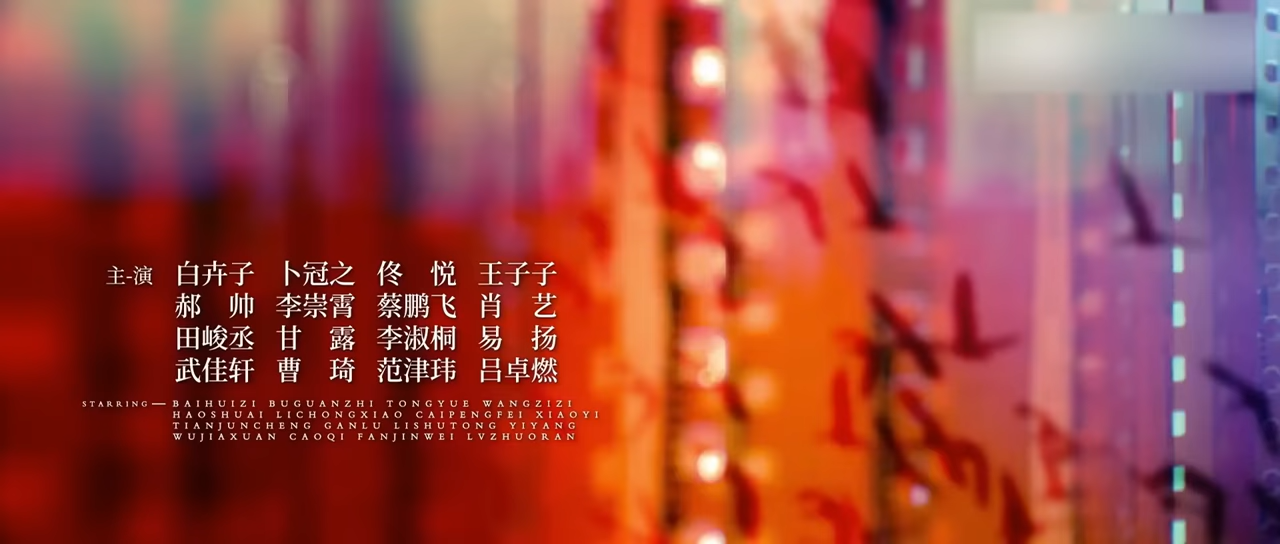 主-演 白卉子 卜冠之 佟 悦 王子子
郝 帅 李崇霄 蔡鹏飞 肖 艺
田峻丞 甘 露 李淑桐 易 扬
武佳轩 曹 琦 范津玮 吕卓燃
STARRING—BAIHUIZI BUGUANZHI TONGYUE WANGZIZI
HAOSHUAI LICHONGXIAO CAIPENGFEI XIAOYI
TIANJUNCHENG GANLU LISHUTONG YIYANG
WUJIAXUAN CAOQI FANJINWEI LVZHUORAN